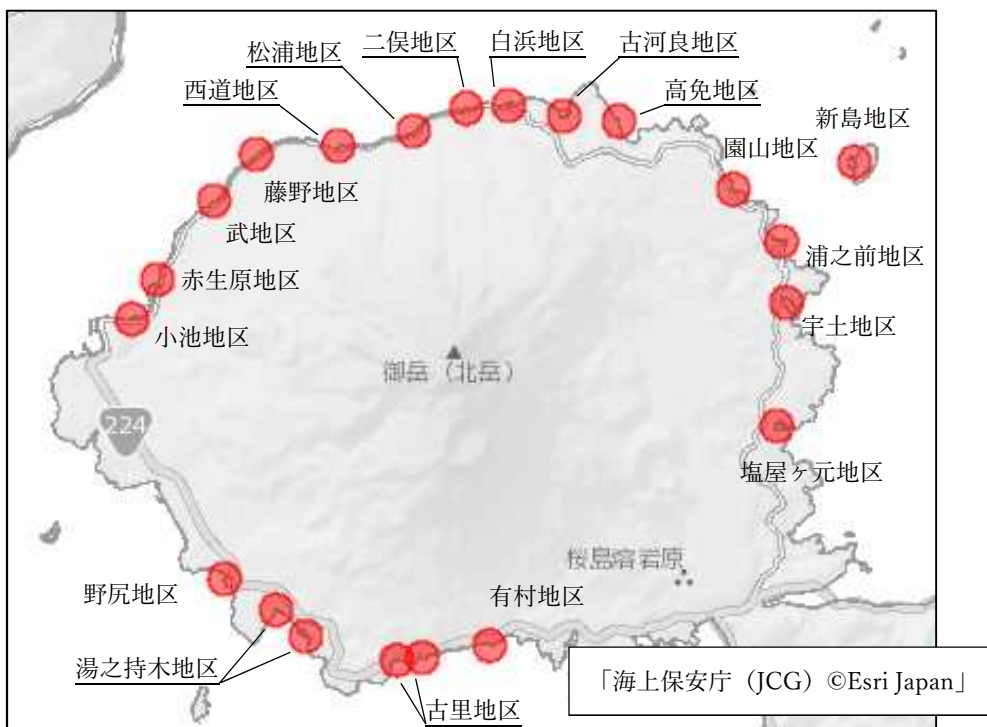 二俣地区
白浜地区
古河良地区
松浦地区
西道地区
高免地区
新島地区
園山地区
藤野地区
武地区
浦之前地区
赤生原地区
宇土地区
小池地区
御岳（北岳）
224
塩屋ヶ元地区
桜島熔岩原
野尻地区
有村地区
湯之持木地区
古里地区
「海上保安庁（JCG）©Esri Japan」